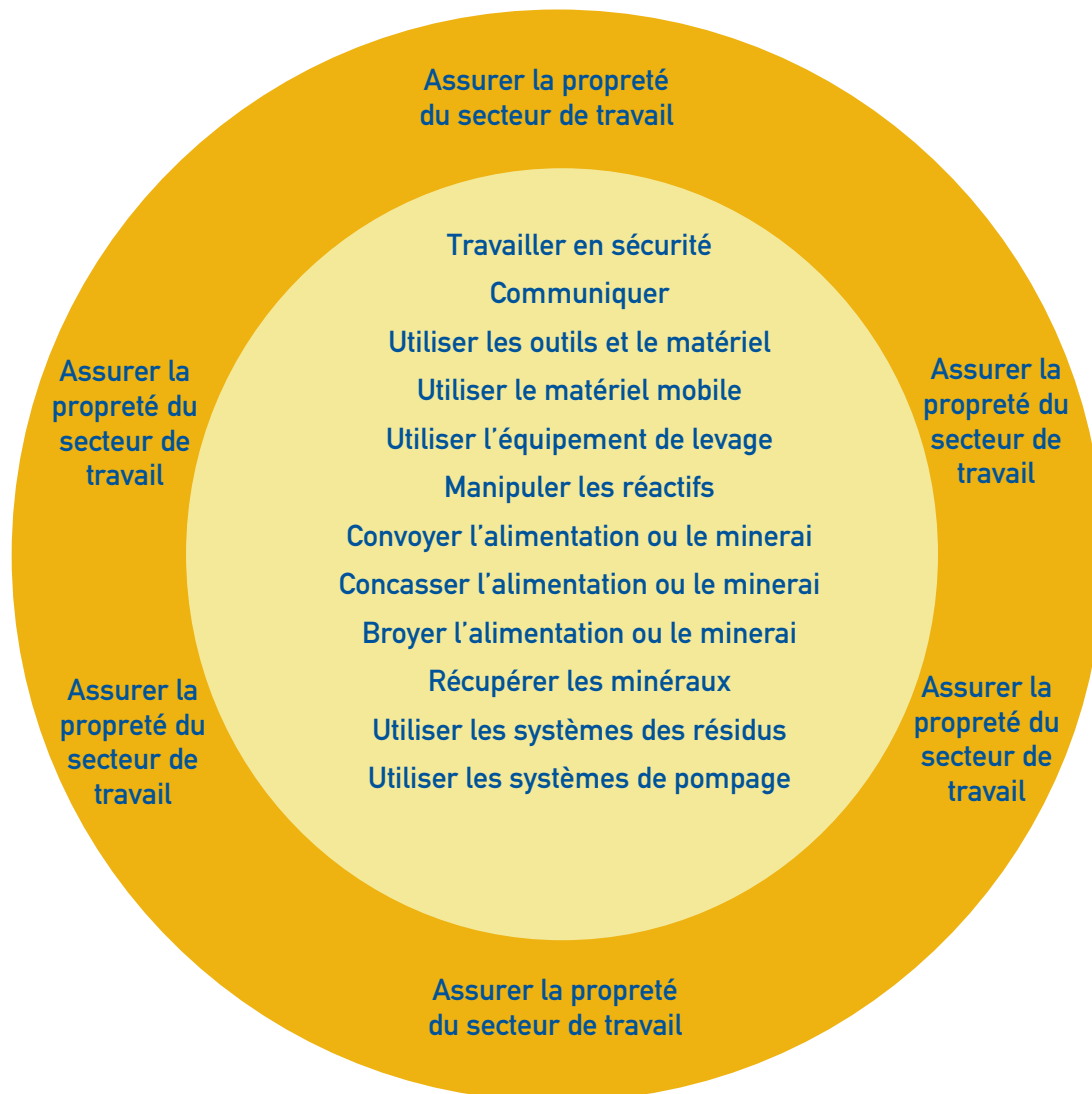 Assurer la propreté
du secteur de travail
Travailler en sécurité
Communiquer
Utiliser les outils et le matériel
Utiliser le matériel mobile
Utiliser l’équipement de levage
Manipuler les réactifs
Convoyer l’alimentation ou le minerai
Concasser l’alimentation ou le minerai
Broyer l’alimentation ou le minerai
Récupérer les minéraux
Utiliser les systèmes des résidus
Utiliser les systèmes de pompage
Assurer la
propreté du
secteur de
travail
Assurer la
propreté du
secteur de
travail
Assurer la
propreté du
secteur de
travail
Assurer la
propreté du
secteur de
travail
Assurer la propreté
du secteur de travail